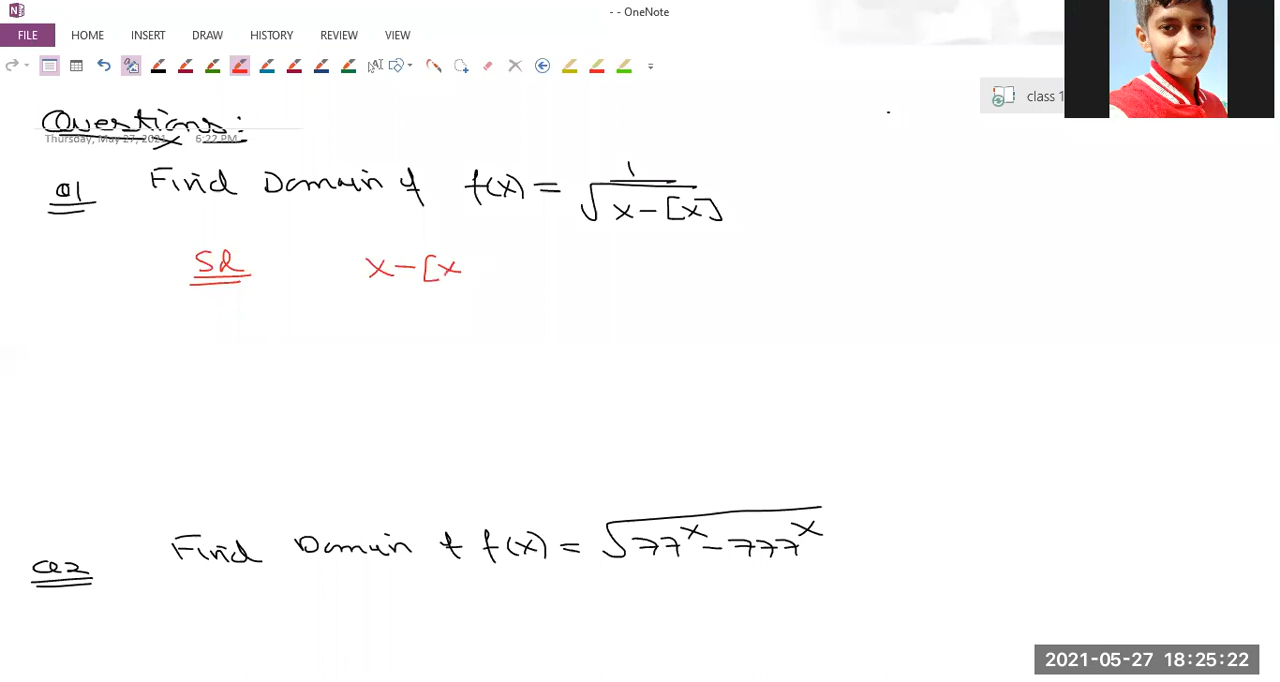 - - OneNote
FILE HOME INSERT DRAW HISTORY REVIEW VIEW
class 1
Questions:
Thursday, May 27, 2021 6:22 PM
Q1 Find Domain of f(x) = 1/√(x - [x])
Sol x - [x
Q2 Find Domain of f(x) = √(77^x - 777^x)
2021-05-27 18:25:22